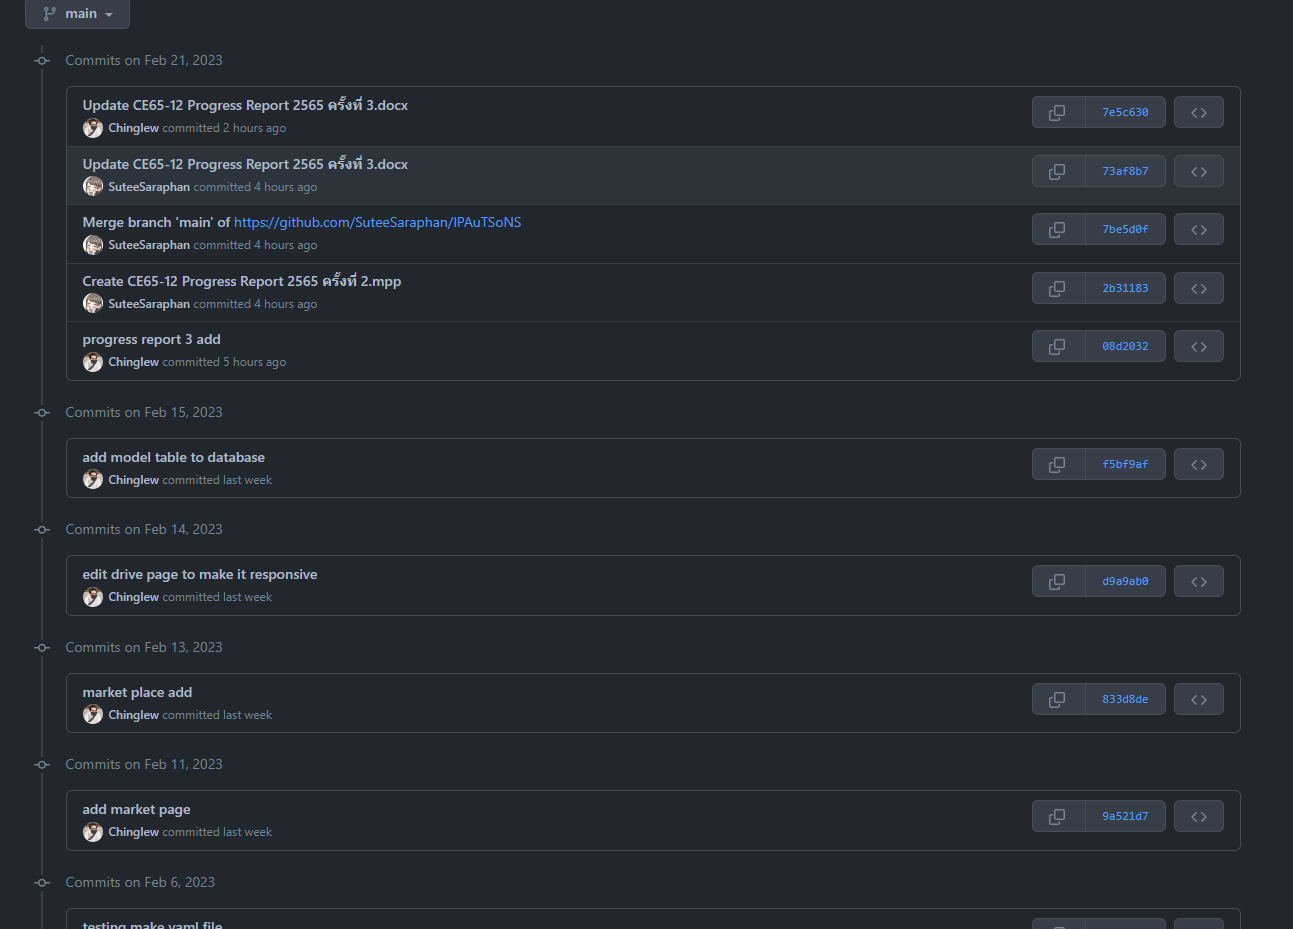 main
Commits on Feb 21, 2023
Update CE65-12 Progress Report 2565 ครั้งที่ 3.docx
7e5c630
Chinglew committed 2 hours ago
Update CE65-12 Progress Report 2565 ครั้งที่ 3.docx
73af8b7
SuteeSaraphan committed 4 hours ago
Merge branch 'main' of https://github.com/SuteeSaraphan/IPAuTSoNS
7be5d0f
SuteeSaraphan committed 4 hours ago
Create CE65-12 Progress Report 2565 ครั้งที่ 2.mpp
2b31183
SuteeSaraphan committed 4 hours ago
progress report 3 add
08d2032
Chinglew committed 5 hours ago
Commits on Feb 15, 2023
add model table to database
f5bf9af
Chinglew committed last week
Commits on Feb 14, 2023
edit drive page to make it responsive
d9a9ab0
Chinglew committed last week
Commits on Feb 13, 2023
market place add
833d8de
Chinglew committed last week
Commits on Feb 11, 2023
add market page
9a521d7
Chinglew committed last week
Commits on Feb 6, 2023
testing make yaml file